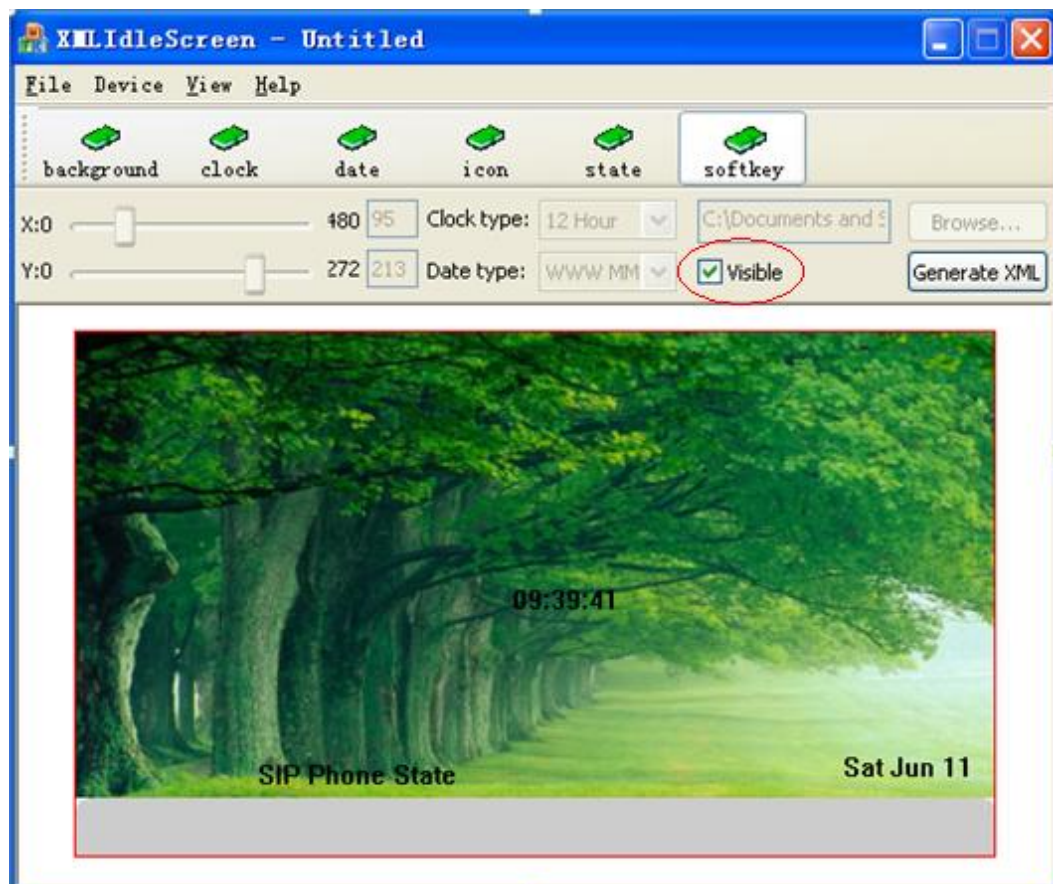 XMLIdleScreen - Untitled
File Device View Help
background clock date icon state softkey
X:0 480 95 Clock type: 12 Hour C:\Documents and S Browse...
Y:0 272 213 Date type: WWW MM Visible Generate XML
09:39:41
SIP Phone State
Sat Jun 11